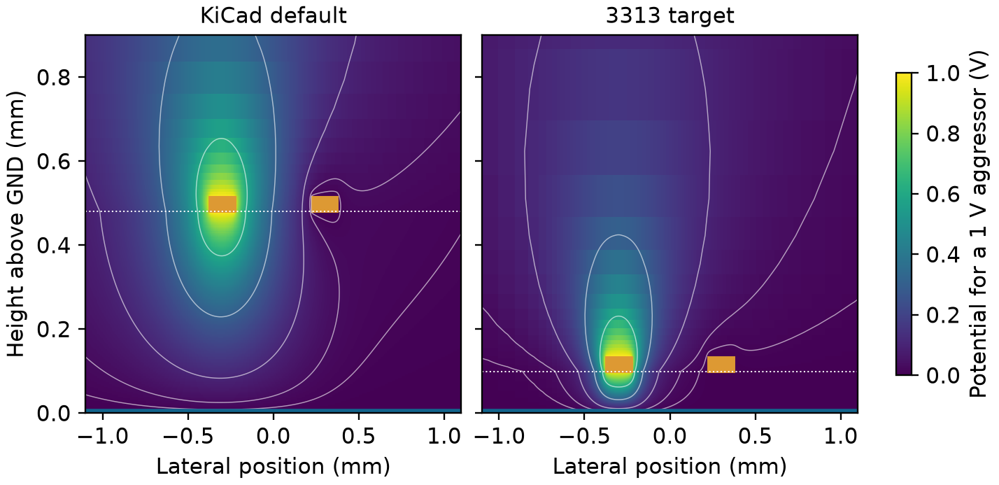 KiCad default
3313 target
Height above GND (mm)
0.8
0.6
0.4
0.2
0.0
−1.0 −0.5 0.0 0.5 1.0
Lateral position (mm)
−1.0 −0.5 0.0 0.5 1.0
Lateral position (mm)
1.0
0.8
0.6
0.4
0.2
0.0
Potential for a 1 V aggressor (V)